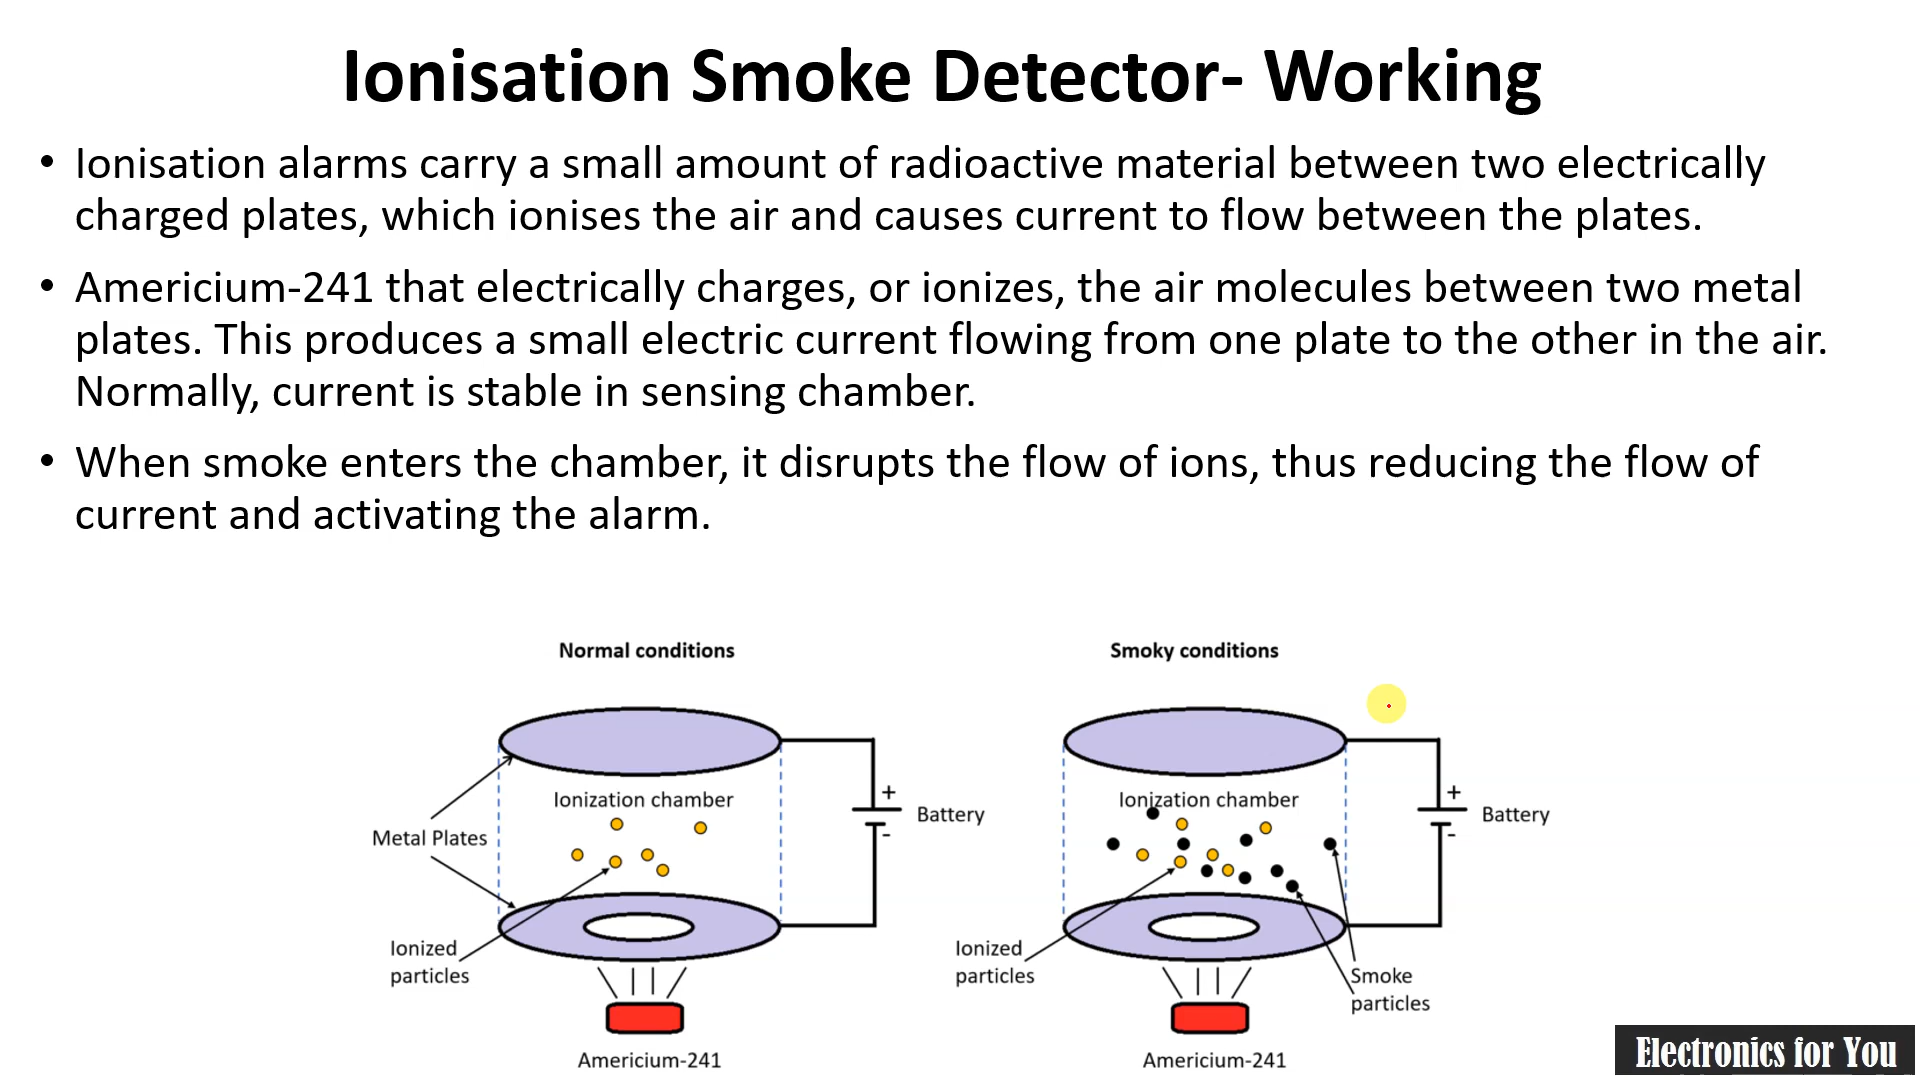 Ionisation Smoke Detector- Working
• Ionisation alarms carry a small amount of radioactive material between two electrically
charged plates, which ionises the air and causes current to flow between the plates.
• Americium-241 that electrically charges, or ionizes, the air molecules between two metal
plates. This produces a small electric current flowing from one plate to the other in the air.
Normally, current is stable in sensing chamber.
• When smoke enters the chamber, it disrupts the flow of ions, thus reducing the flow of
current and activating the alarm.
Normal conditions
Ionization chamber
+
Battery
-
Metal Plates
Ionized
particles
Americium-241
Smoky conditions
Ionization chamber
+
Battery
-
Ionized
particles
Smoke
particles
Americium-241
Electronics for You